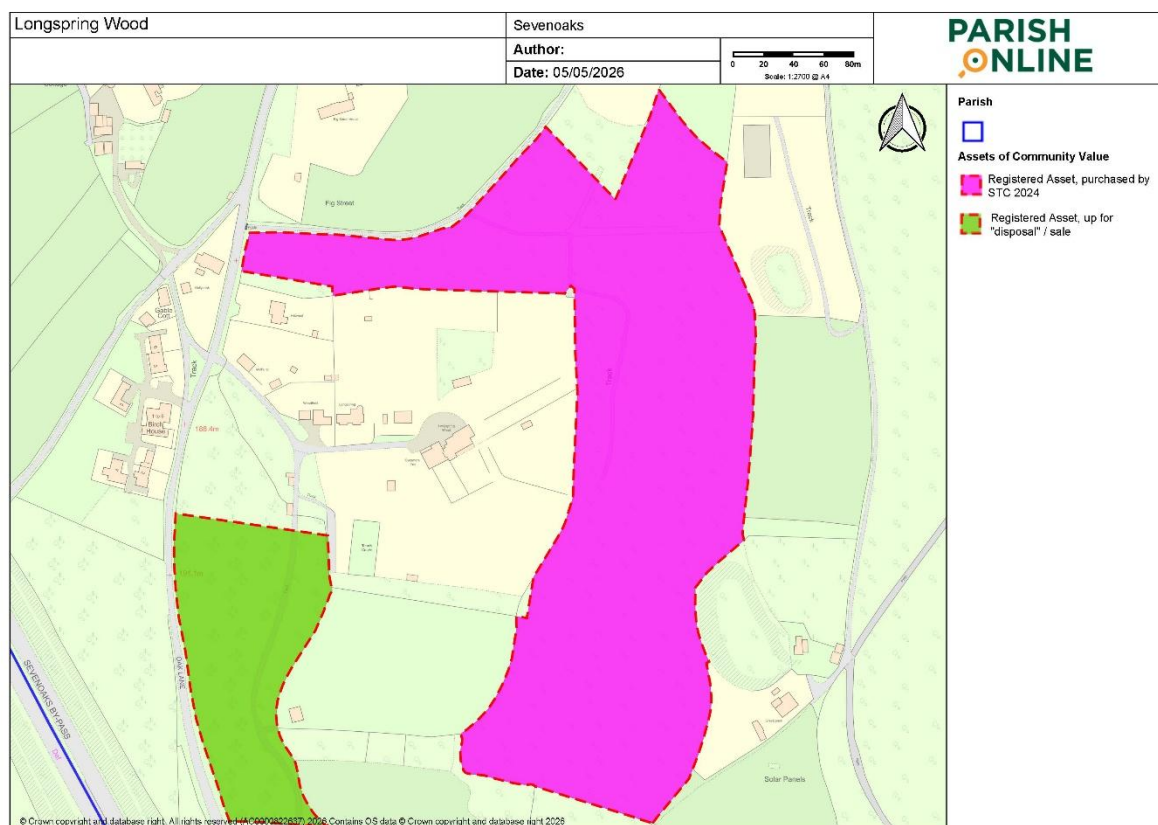 Longspring Wood
Sevenoaks
Author:
Date: 05/05/2026
0 20 40 60 80m
Scale: 1:2700 @ A4
PARISH
ONLINE
Parish
Assets of Community Value
Registered Asset, purchased by
STC 2024
Registered Asset, up for
"disposal" / sale
Fig Street
Track
Track
Track
Birch
House
188.4m
OAK LANE
SEVENOAKS BY-PASS
Def
Solar Panels
© Crown copyright and database right. All rights reserved (AC0000822637) 2026 Contains OS data © Crown copyright and database right 2026